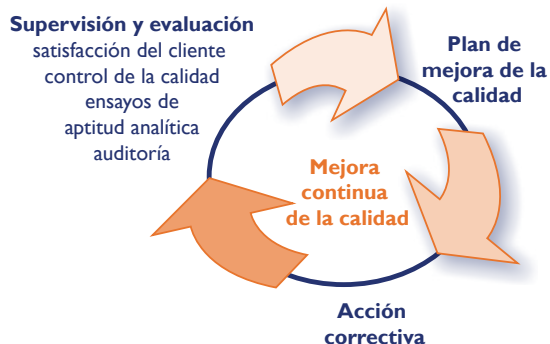 Supervisión y evaluación
satisfacción del cliente
control de la calidad
ensayos de
aptitud analítica
auditoría
Plan de
mejora de la
calidad
Mejora
continua
de la calidad
Acción
correctiva